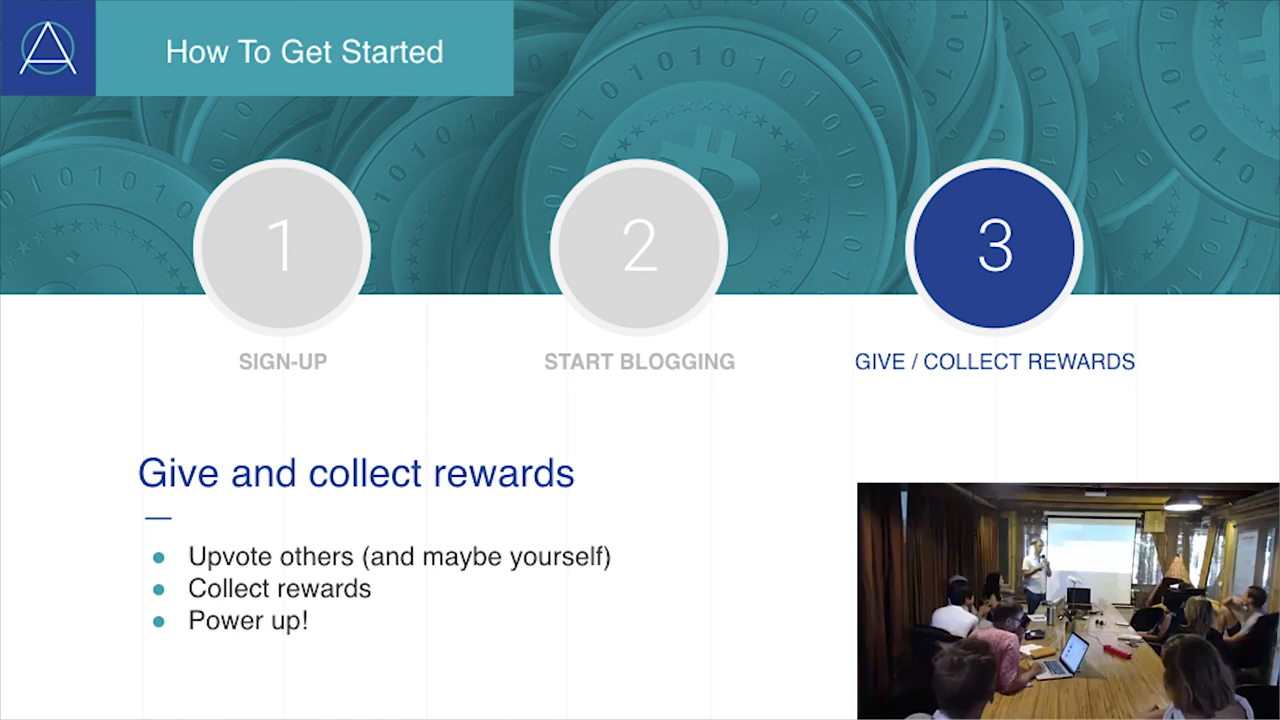 How To Get Started
1
2
3
SIGN-UP
START BLOGGING
GIVE / COLLECT REWARDS
Give and collect rewards
Upvote others (and maybe yourself)
Collect rewards
Power up!